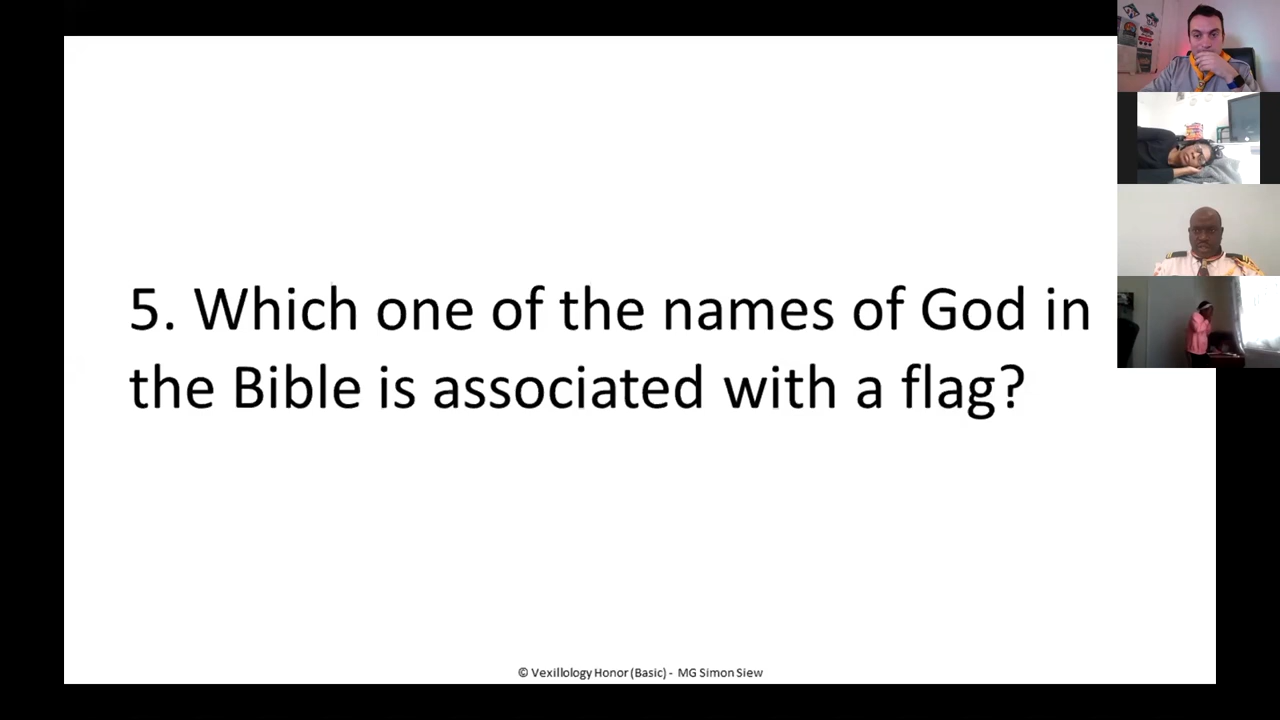 5. Which one of the names of God in
the Bible is associated with a flag?
© Vexillology Honor (Basic) - MG Simon Siew